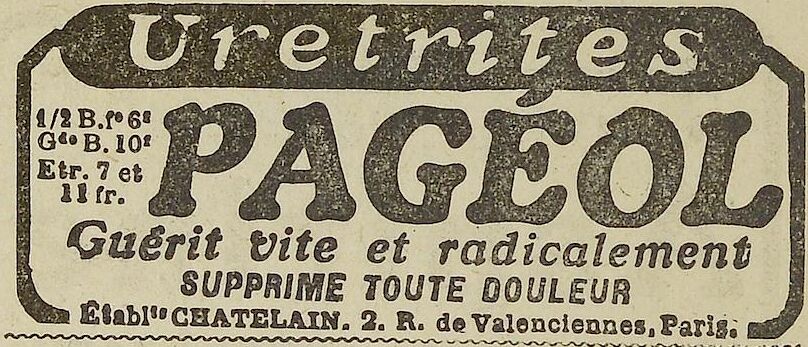 Uretrites
1/2 B. fº 6ᶠ
Gᵈᵉ B. 10ᶠ
Etr. 7 et
11 fr.
PAGÉOL
Guérit vite et radicalement
SUPPRIME TOUTE DOULEUR
Établᵗˢ CHATELAIN. 2. R. de Valenciennes, Paris.